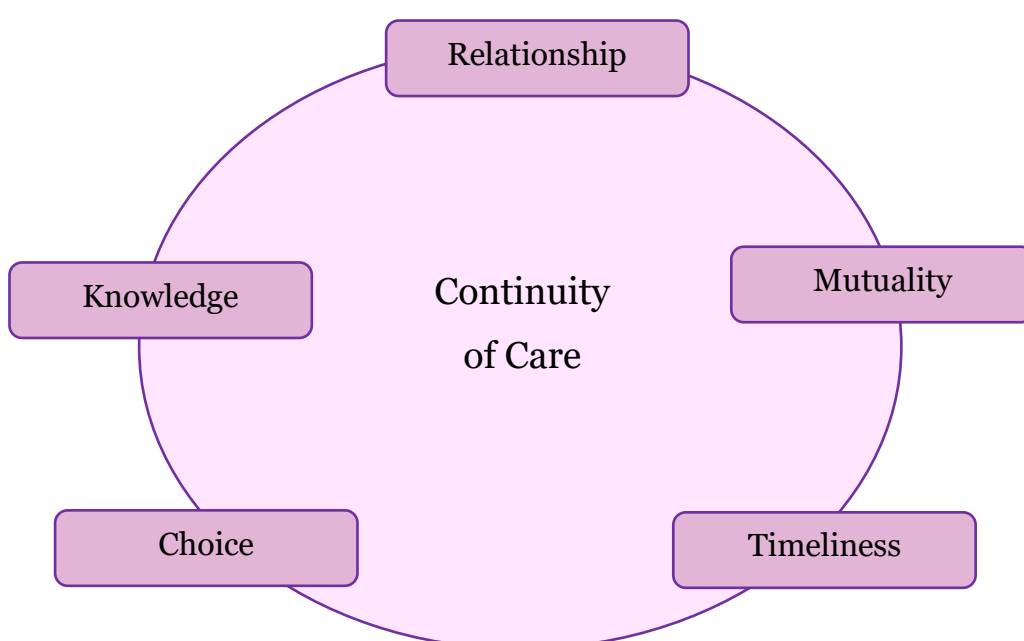 Relationship
Mutuality
Knowledge
Continuity
of Care
Choice
Timeliness